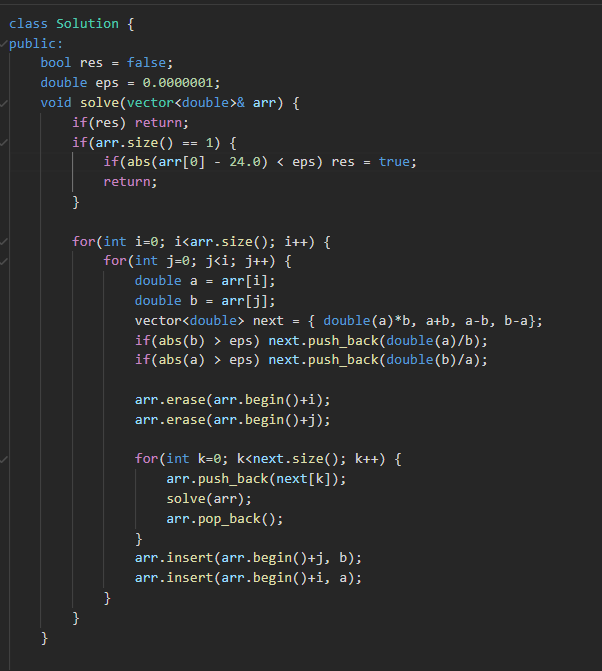 class Solution {
public:
    bool res = false;
    double eps = 0.0000001;
    void solve(vector<double>& arr) {
        if(res) return;
        if(arr.size() == 1) {
            if(abs(arr[0] - 24.0) < eps) res = true;
            return;
        }

        for(int i=0; i<arr.size(); i++) {
            for(int j=0; j<i; j++) {
                double a = arr[i];
                double b = arr[j];
                vector<double> next = { double(a)*b, a+b, a-b, b-a};
                if(abs(b) > eps) next.push_back(double(a)/b);
                if(abs(a) > eps) next.push_back(double(b)/a);

                arr.erase(arr.begin()+i);
                arr.erase(arr.begin()+j);

                for(int k=0; k<next.size(); k++) {
                    arr.push_back(next[k]);
                    solve(arr);
                    arr.pop_back();
                }
                arr.insert(arr.begin()+j, b);
                arr.insert(arr.begin()+i, a);
            }
        }
    }